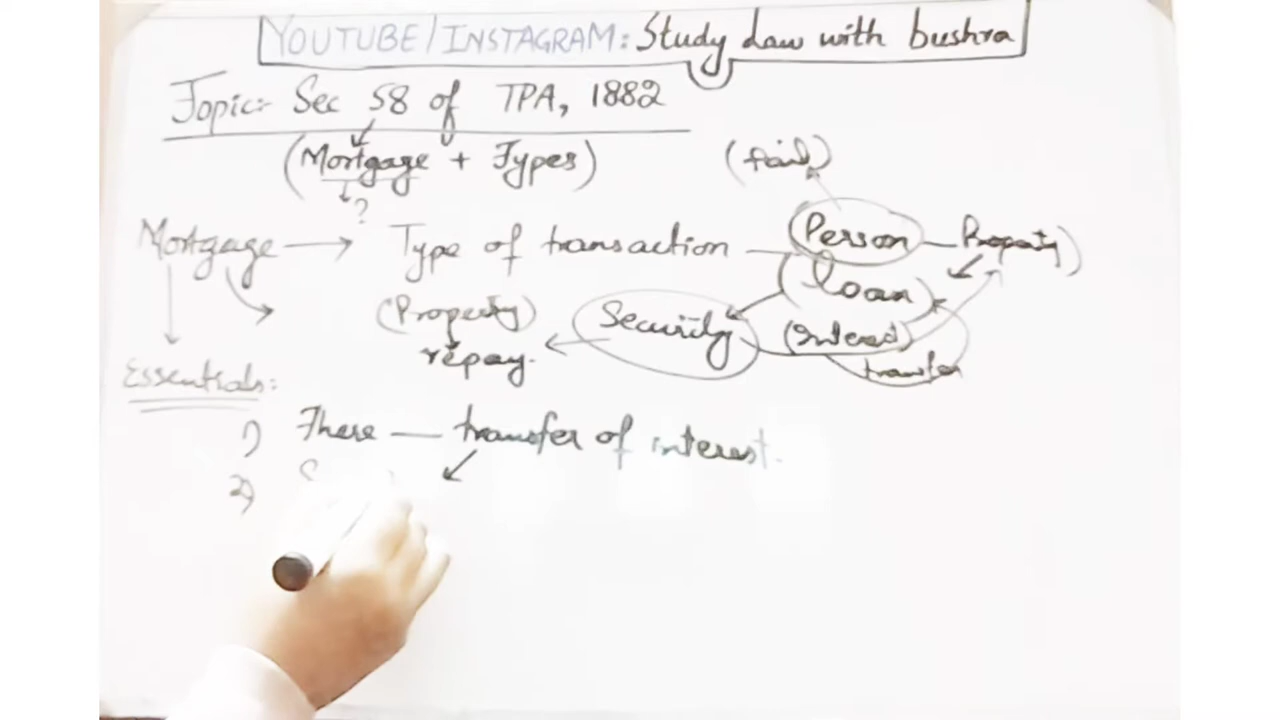 YOUTUBE/INSTAGRAM: Study Law with bushra
Topic:- Sec 58 of TPA, 1882
(Mortgage + Types)
(fail)
?
Mortgage → Type of transaction — (Person — Property)
(loan)
(Property) Security (Interest)
repay. transfer
Essentials:
1) There — transfer of interest.
2) S